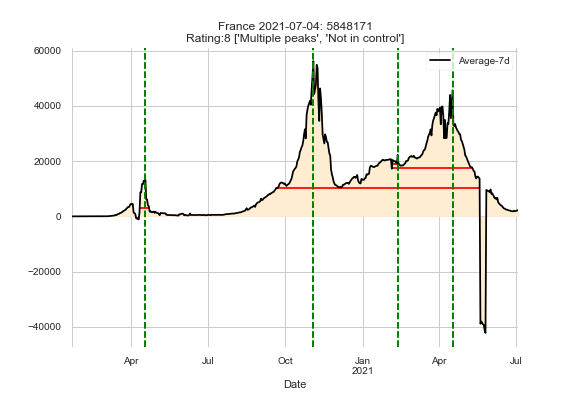 France 2021-07-04: 5848171
Rating:8 ['Multiple peaks', 'Not in control']
60000
Average-7d
40000
20000
0
−20000
−40000
Apr
Jul
Oct
Jan
Apr
Jul
2021
Date